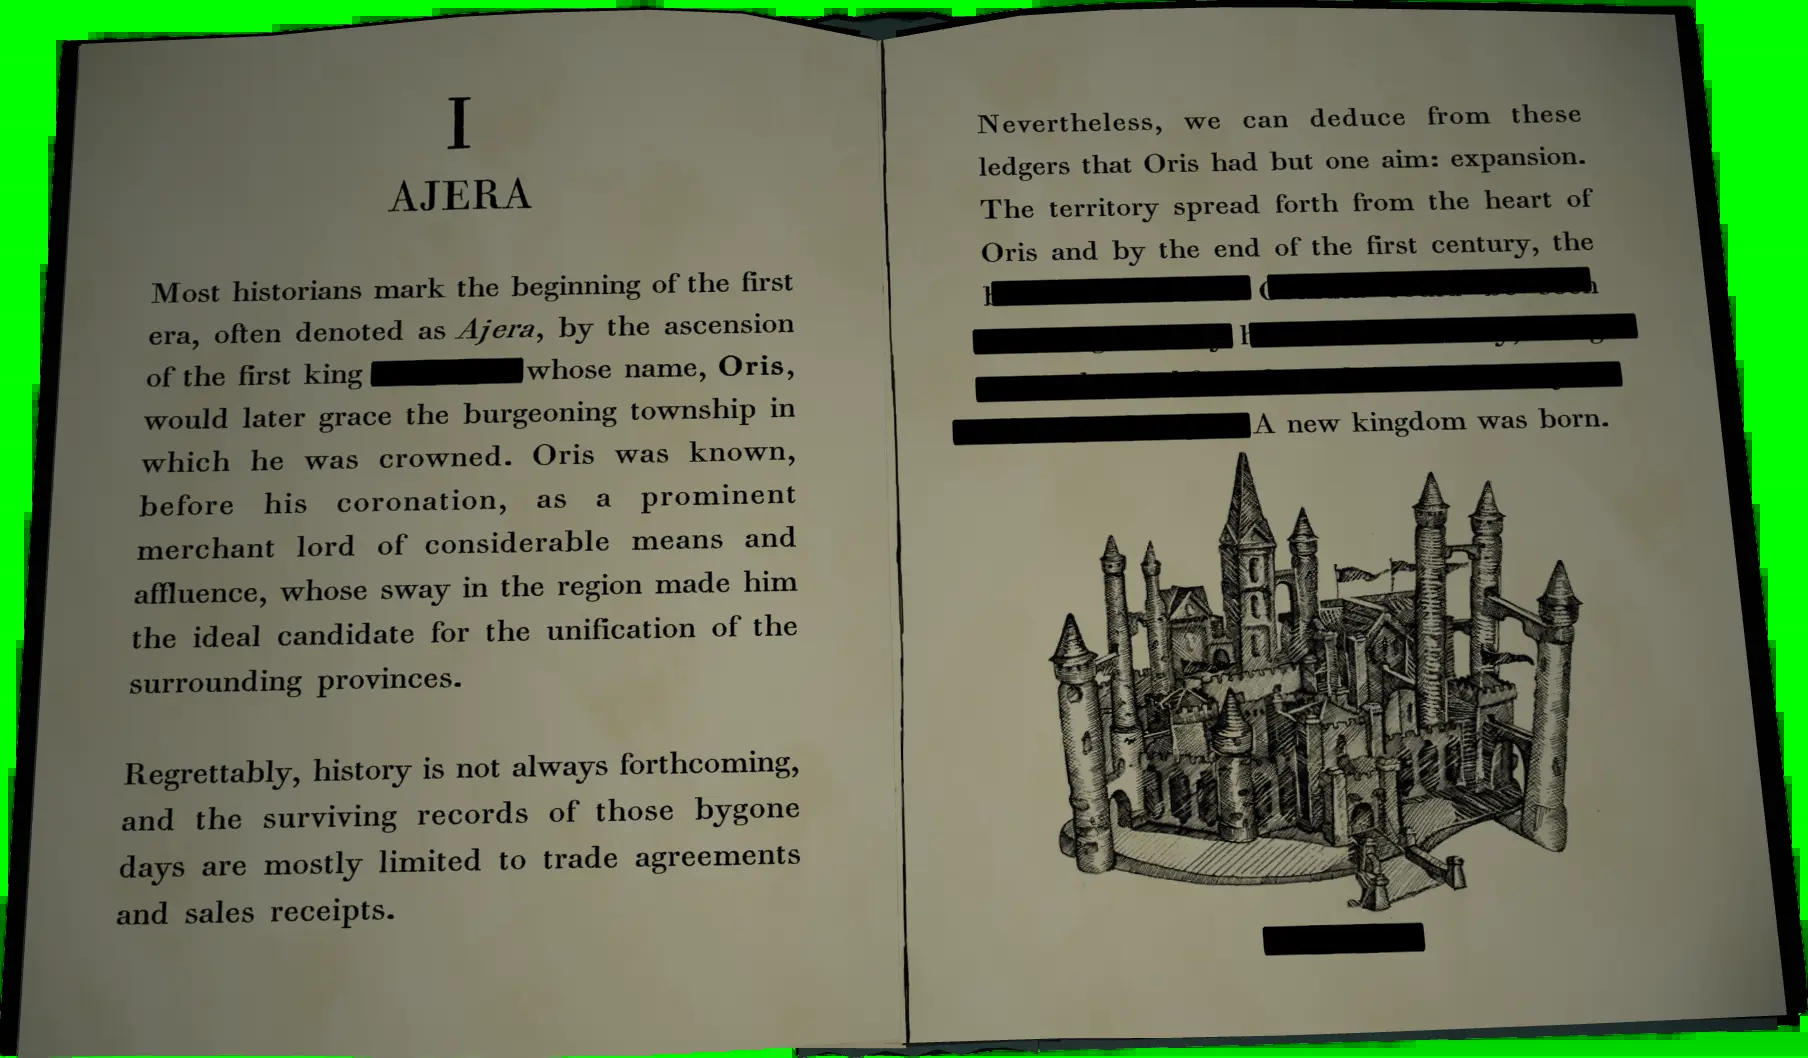 I
AJERA
Most historians mark the beginning of the first
era, often denoted as Ajera, by the ascension
of the first king whose name, Oris,
would later grace the burgeoning township in
which he was crowned. Oris was known,
before his coronation, as a prominent
merchant lord of considerable means and
affluence, whose sway in the region made him
the ideal candidate for the unification of the
surrounding provinces.
Regrettably, history is not always forthcoming,
and the surviving records of those bygone
days are mostly limited to trade agreements
and sales receipts.
Nevertheless, we can deduce from these
ledgers that Oris had but one aim: expansion.
The territory spread forth from the heart of
Oris and by the end of the first century, the
A new kingdom was born.